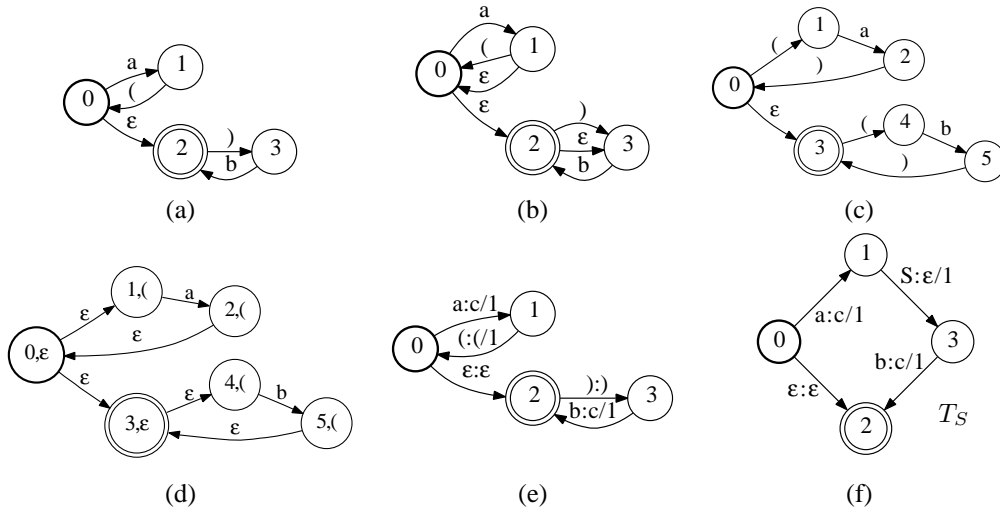 0
a
1
(
ε
2
)
3
b
(a)
0
a
1
(
ε
ε
2
)
ε
3
b
(b)
0
(
1
a
2
)
ε
3
(
4
b
5
)
(c)
0,ε
ε
1,(
a
2,(
ε
ε
3,ε
ε
4,(
b
5,(
ε
(d)
0
a:c/1
1
(:(/1
ε:ε
2
):)
3
b:c/1
(e)
0
a:c/1
1
S:ε/1
3
b:c/1
ε:ε
2
T_S
(f)